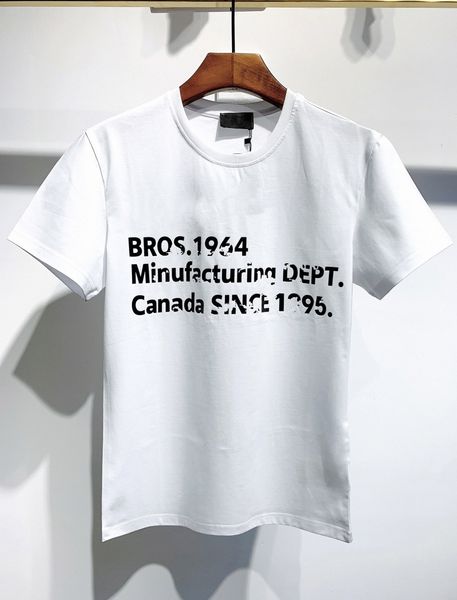 BROS.1964
Minufacturing DEPT.
Canada SINCE 1995.